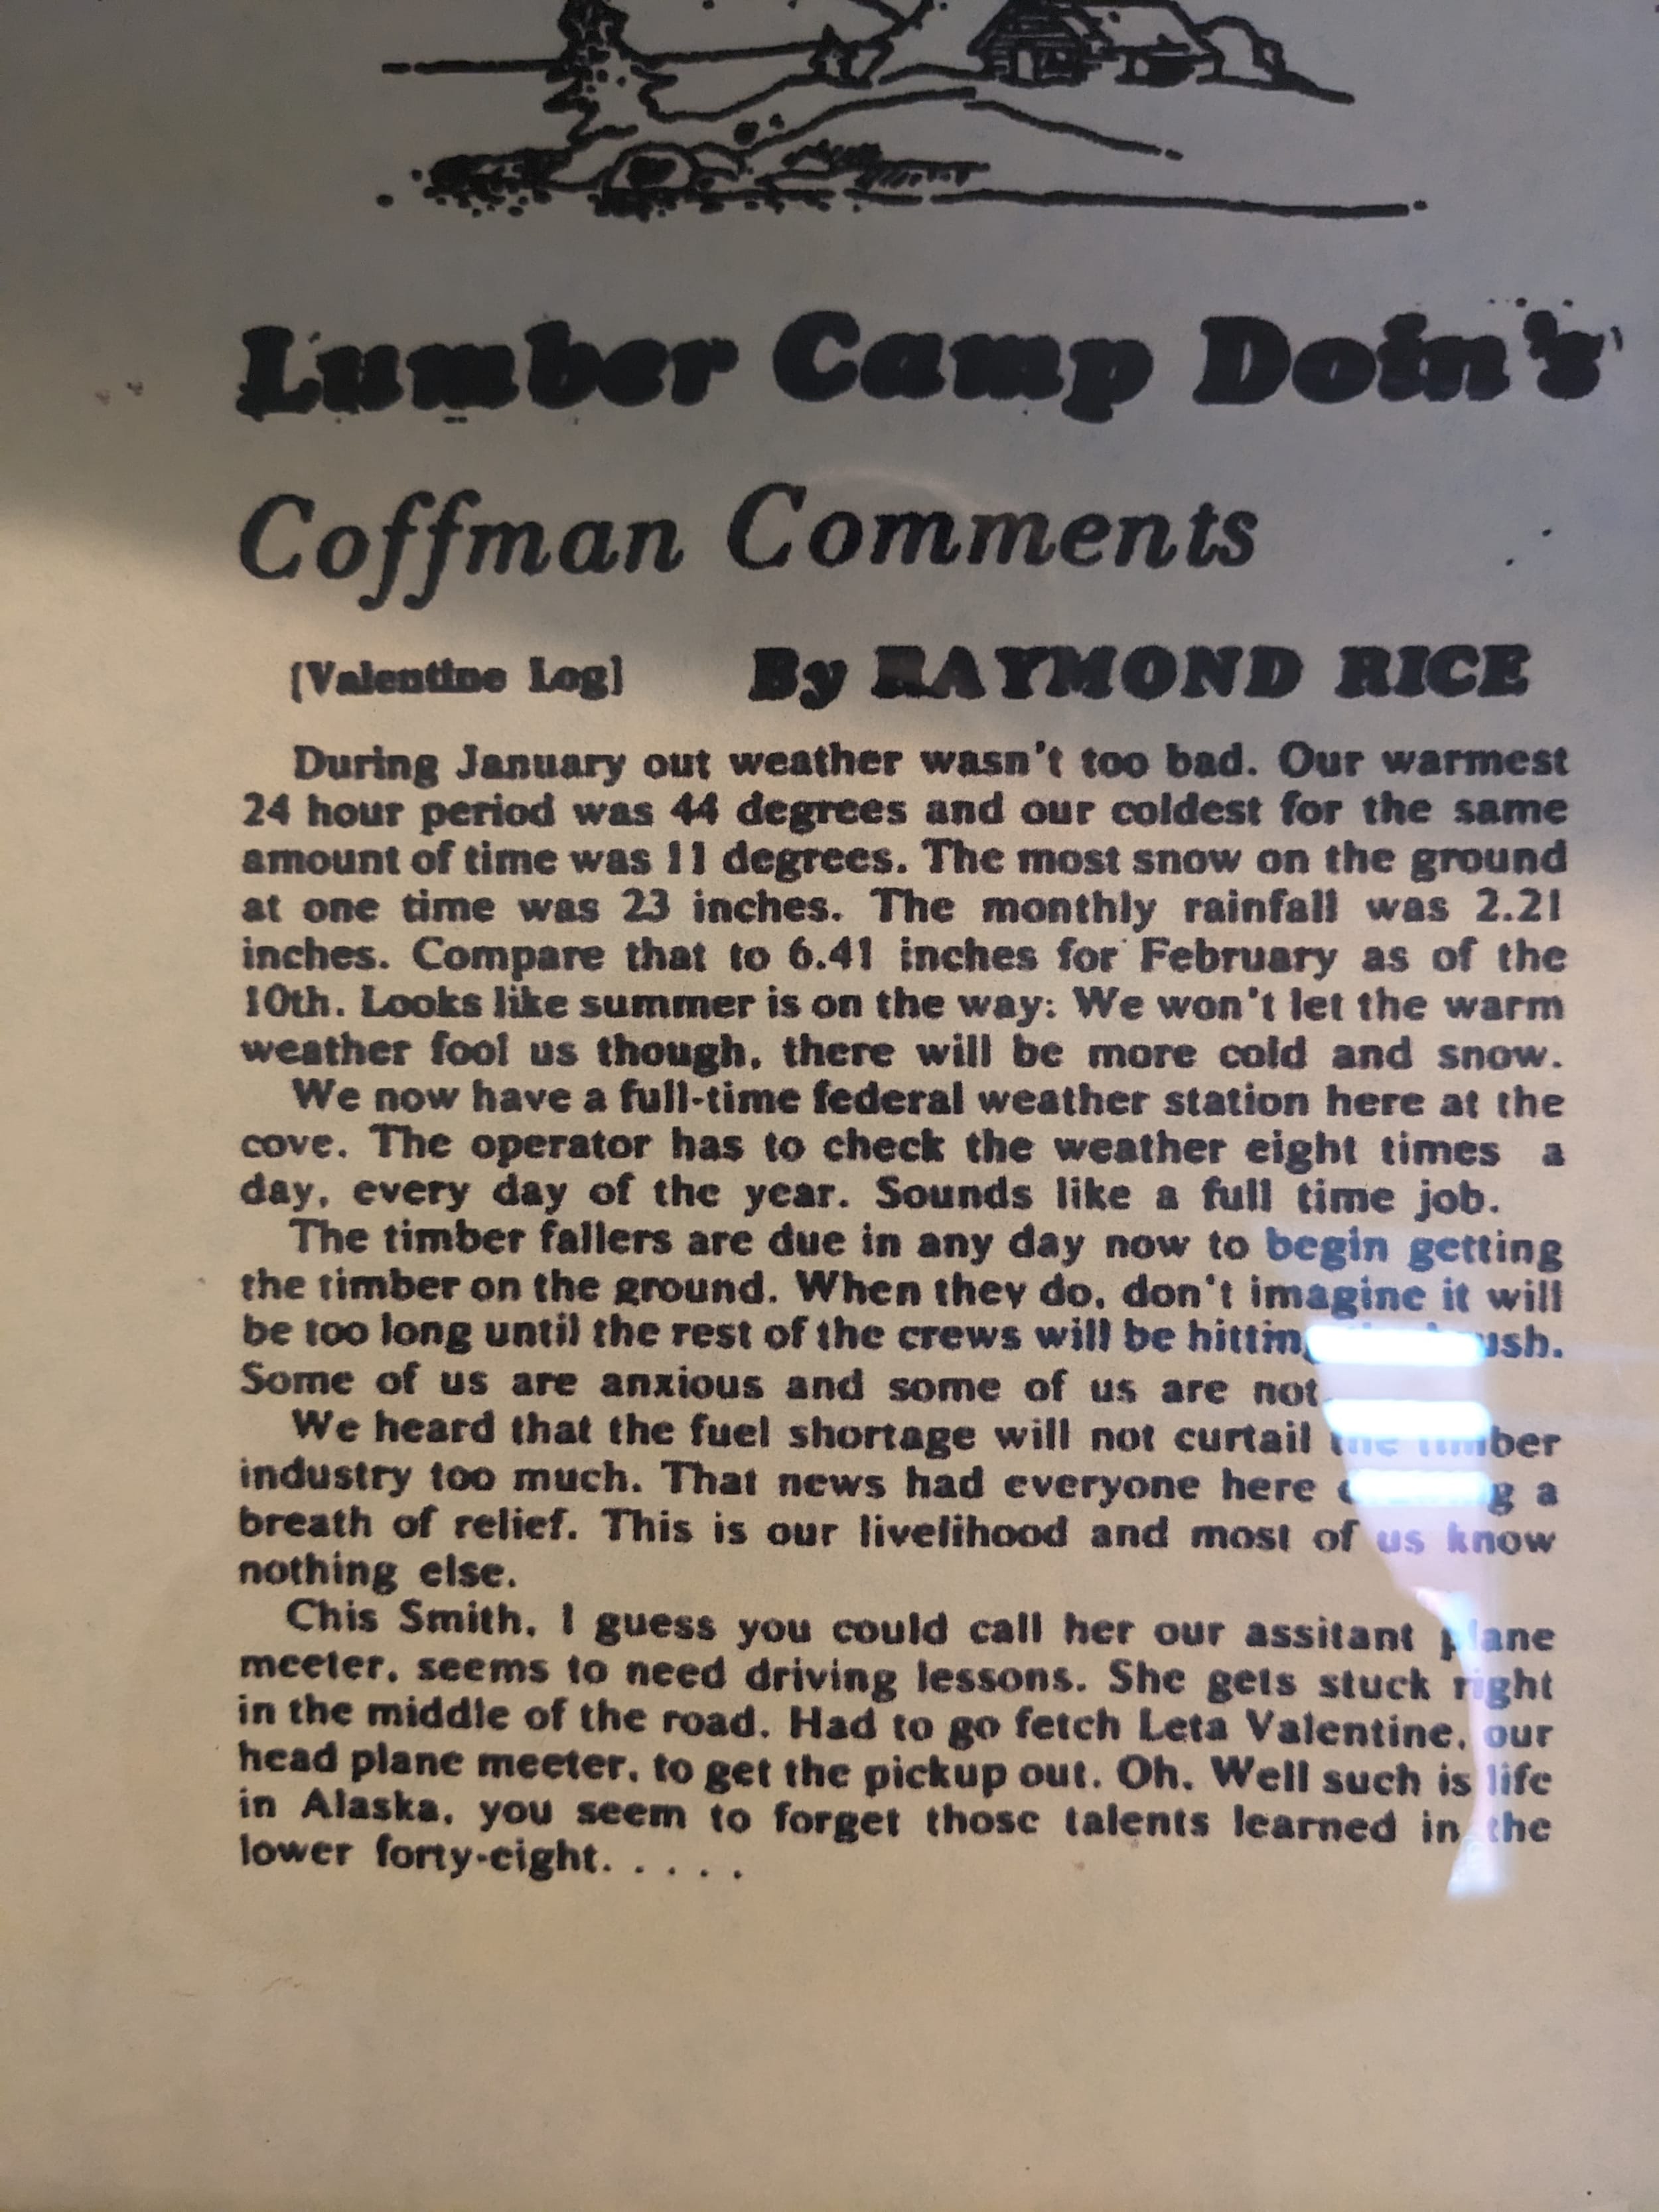 Lumber Camp Doin's
Coffman Comments
[Valentine Log] By RAYMOND RICE
During January out weather wasn't too bad. Our warmest
24 hour period was 44 degrees and our coldest for the same
amount of time was 11 degrees. The most snow on the ground
at one time was 23 inches. The monthly rainfall was 2.21
inches. Compare that to 6.41 inches for February as of the
10th. Looks like summer is on the way: We won't let the warm
weather fool us though, there will be more cold and snow.
We now have a full-time federal weather station here at the
cove. The operator has to check the weather eight times a
day, every day of the year. Sounds like a full time job.
The timber fallers are due in any day now to begin getting
the timber on the ground. When they do, don't imagine it will
be too long until the rest of the crews will be hitting
Some of us are anxious and some of us are not
We heard that the fuel shortage will not curtail the timber
industry too much. That news had everyone here a
breath of relief. This is our livelihood and most of us know
nothing else.
Chis Smith, I guess you could call her our assitant plane
meeter, seems to need driving lessons. She gets stuck right
in the middle of the road. Had to go fetch Leta Valentine, our
head plane meeter, to get the pickup out. Oh. Well such is life
in Alaska, you seem to forget those talents learned in the
lower forty-eight. . . . .